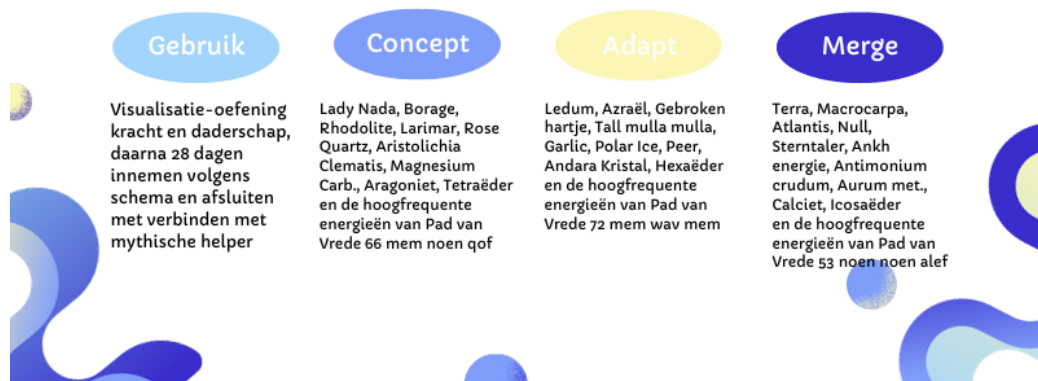 Gebruik
Visualisatie-oefening
kracht en daderschap,
daarna 28 dagen
innemen volgens
schema en afsluiten
met verbinden met
mythische helper
Concept
Lady Nada, Borage,
Rhodolite, Larimar, Rose
Quartz, Aristolichia
Clematis, Magnesium
Carb., Aragoniet, Tetraëder
en de hoogfrequente
energieën van Pad van
Vrede 66 mem noen qof
Adapt
Ledum, Azraël, Gebroken
hartje, Tall mulla mulla,
Garlic, Polar Ice, Peer,
Andara Kristal, Hexaëder
en de hoogfrequente
energieën van Pad van
Vrede 72 mem wav mem
Merge
Terra, Macrocarpa,
Atlantis, Null,
Sterntaler, Ankh
energie, Antimonium
crudum, Aurum met.,
Calciet, Icosaëder
en de hoogfrequente
energieën van Pad van
Vrede 53 noen noen alef